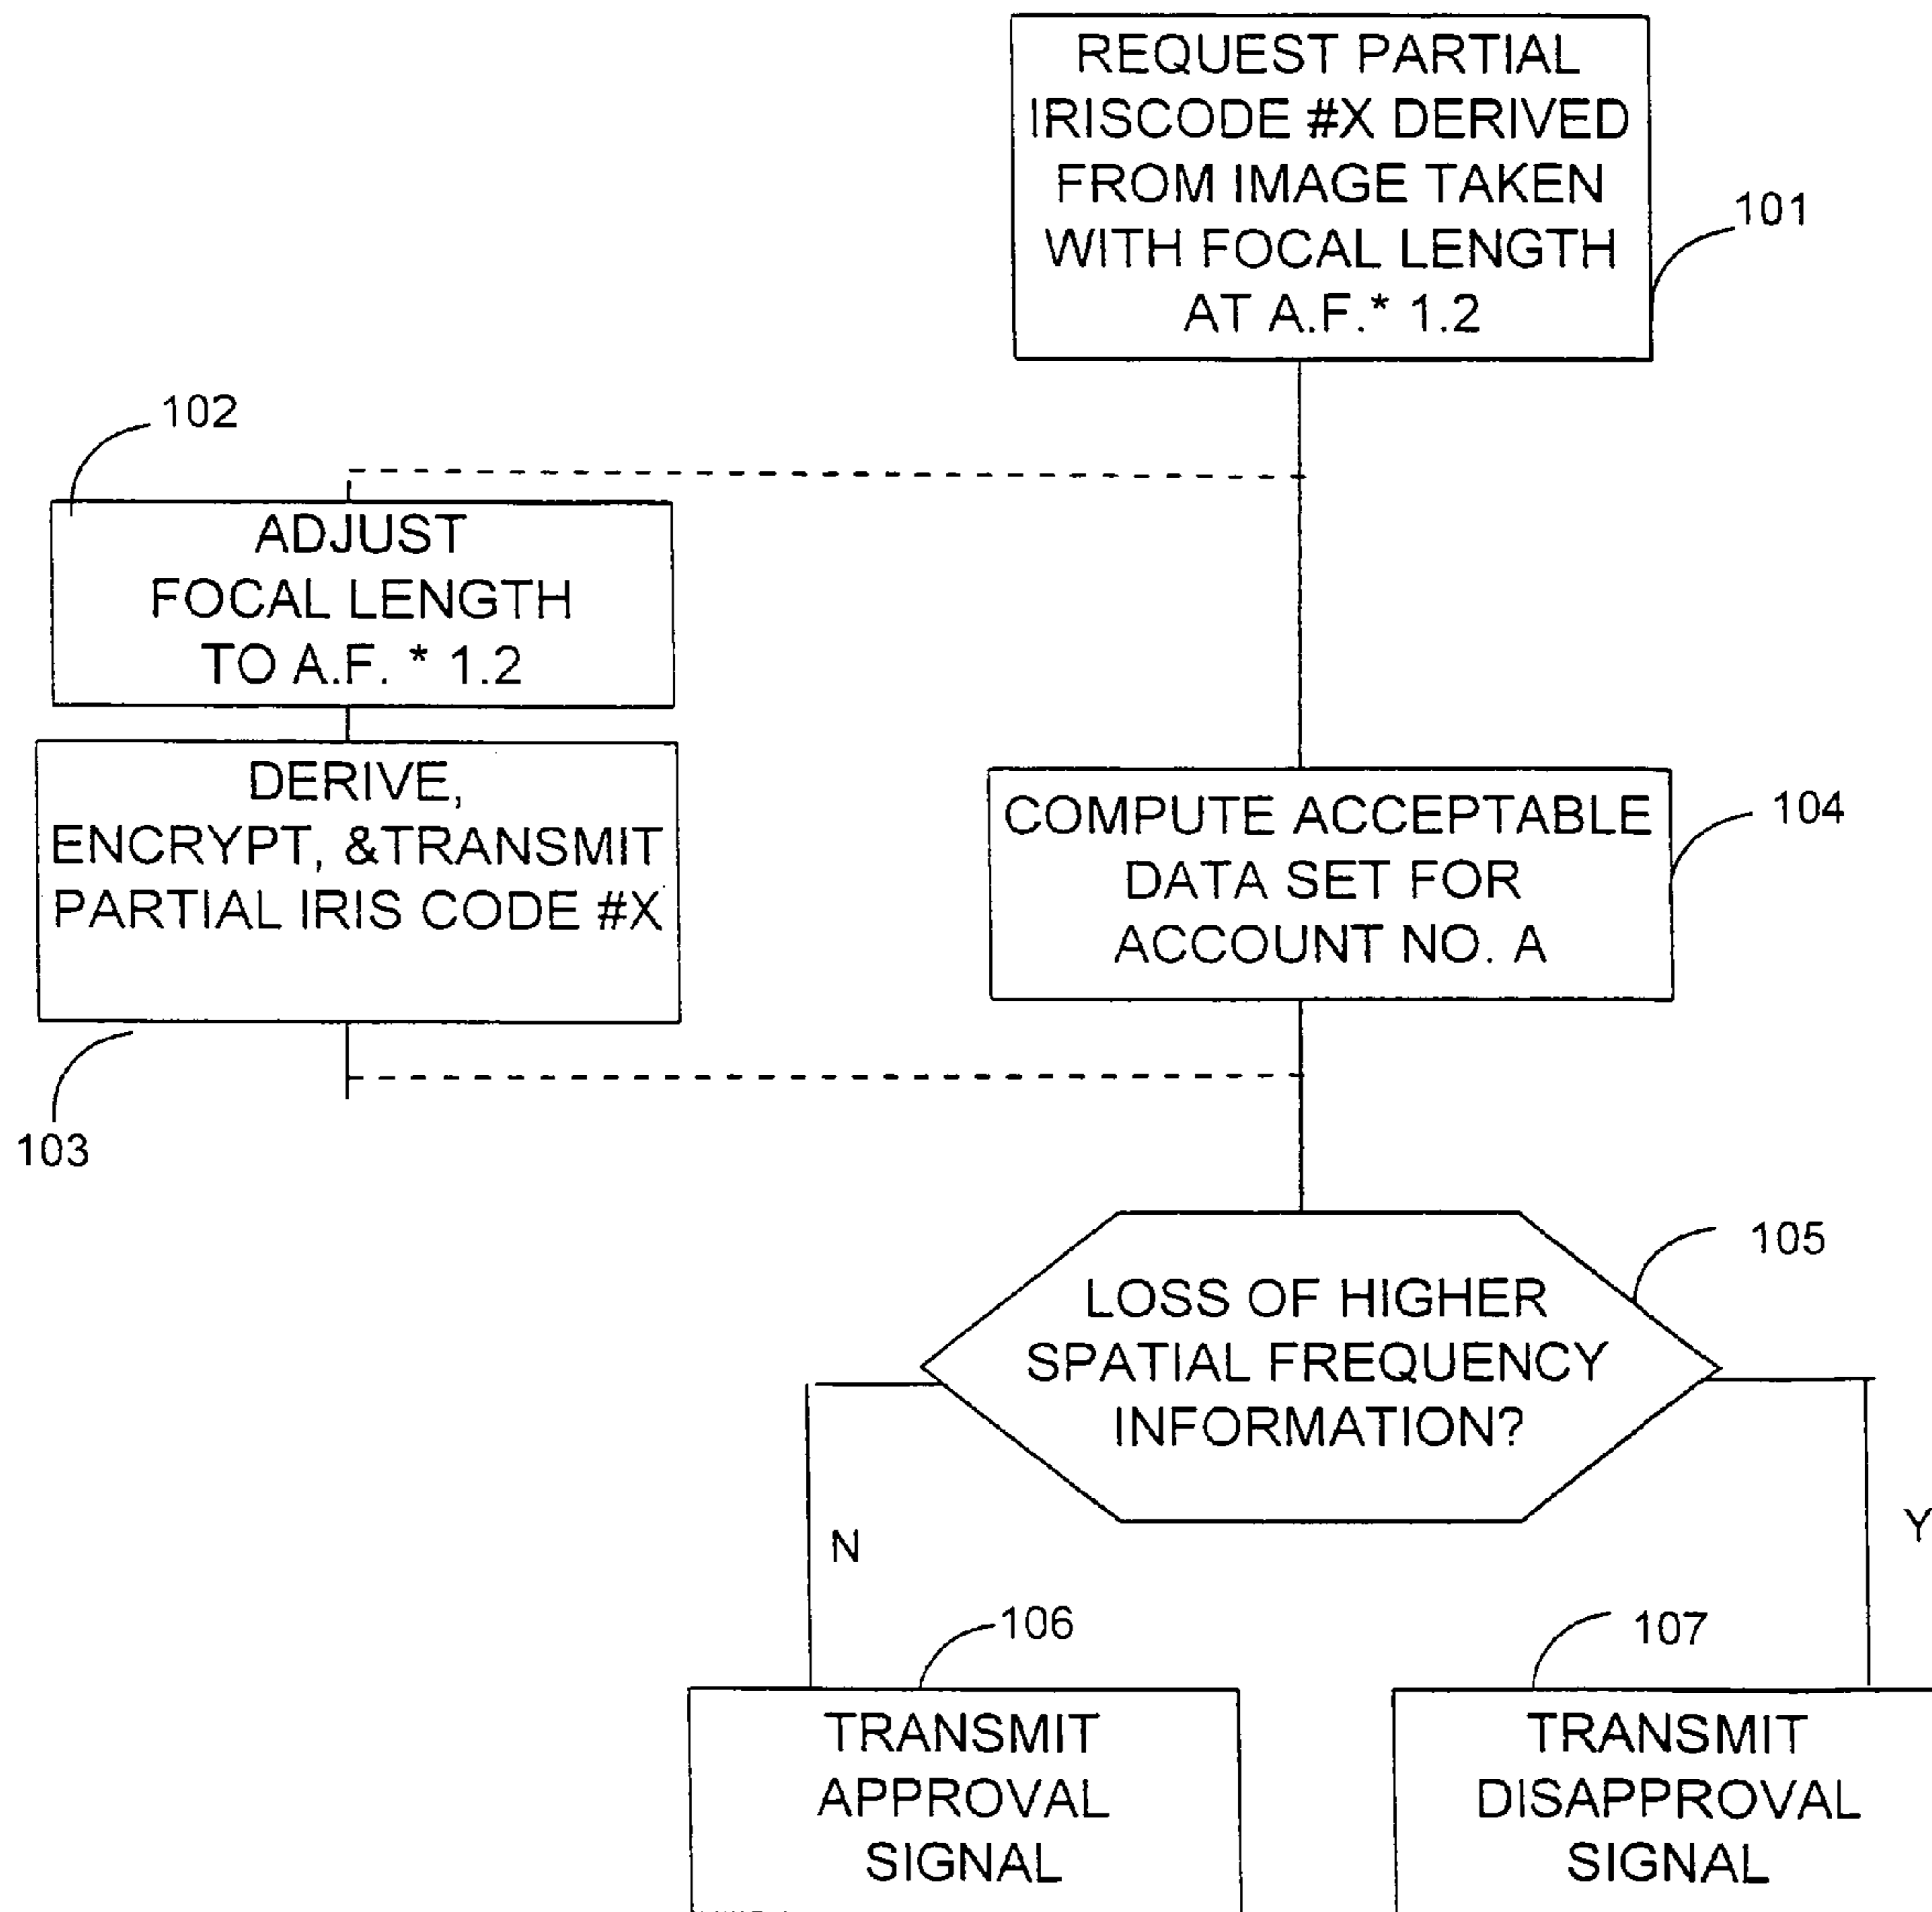 REQUEST PARTIAL
IRISCODE #X DERIVED
FROM IMAGE TAKEN
WITH FOCAL LENGTH
AT A.F.* 1.2
101
102
ADJUST
FOCAL LENGTH
TO A.F. * 1.2
DERIVE,
ENCRYPT, &TRANSMIT
PARTIAL IRIS CODE #X
103
COMPUTE ACCEPTABLE
DATA SET FOR
ACCOUNT NO. A
104
LOSS OF HIGHER
SPATIAL FREQUENCY
INFORMATION?
105
N
Y
106
TRANSMIT
APPROVAL
SIGNAL
107
TRANSMIT
DISAPPROVAL
SIGNAL